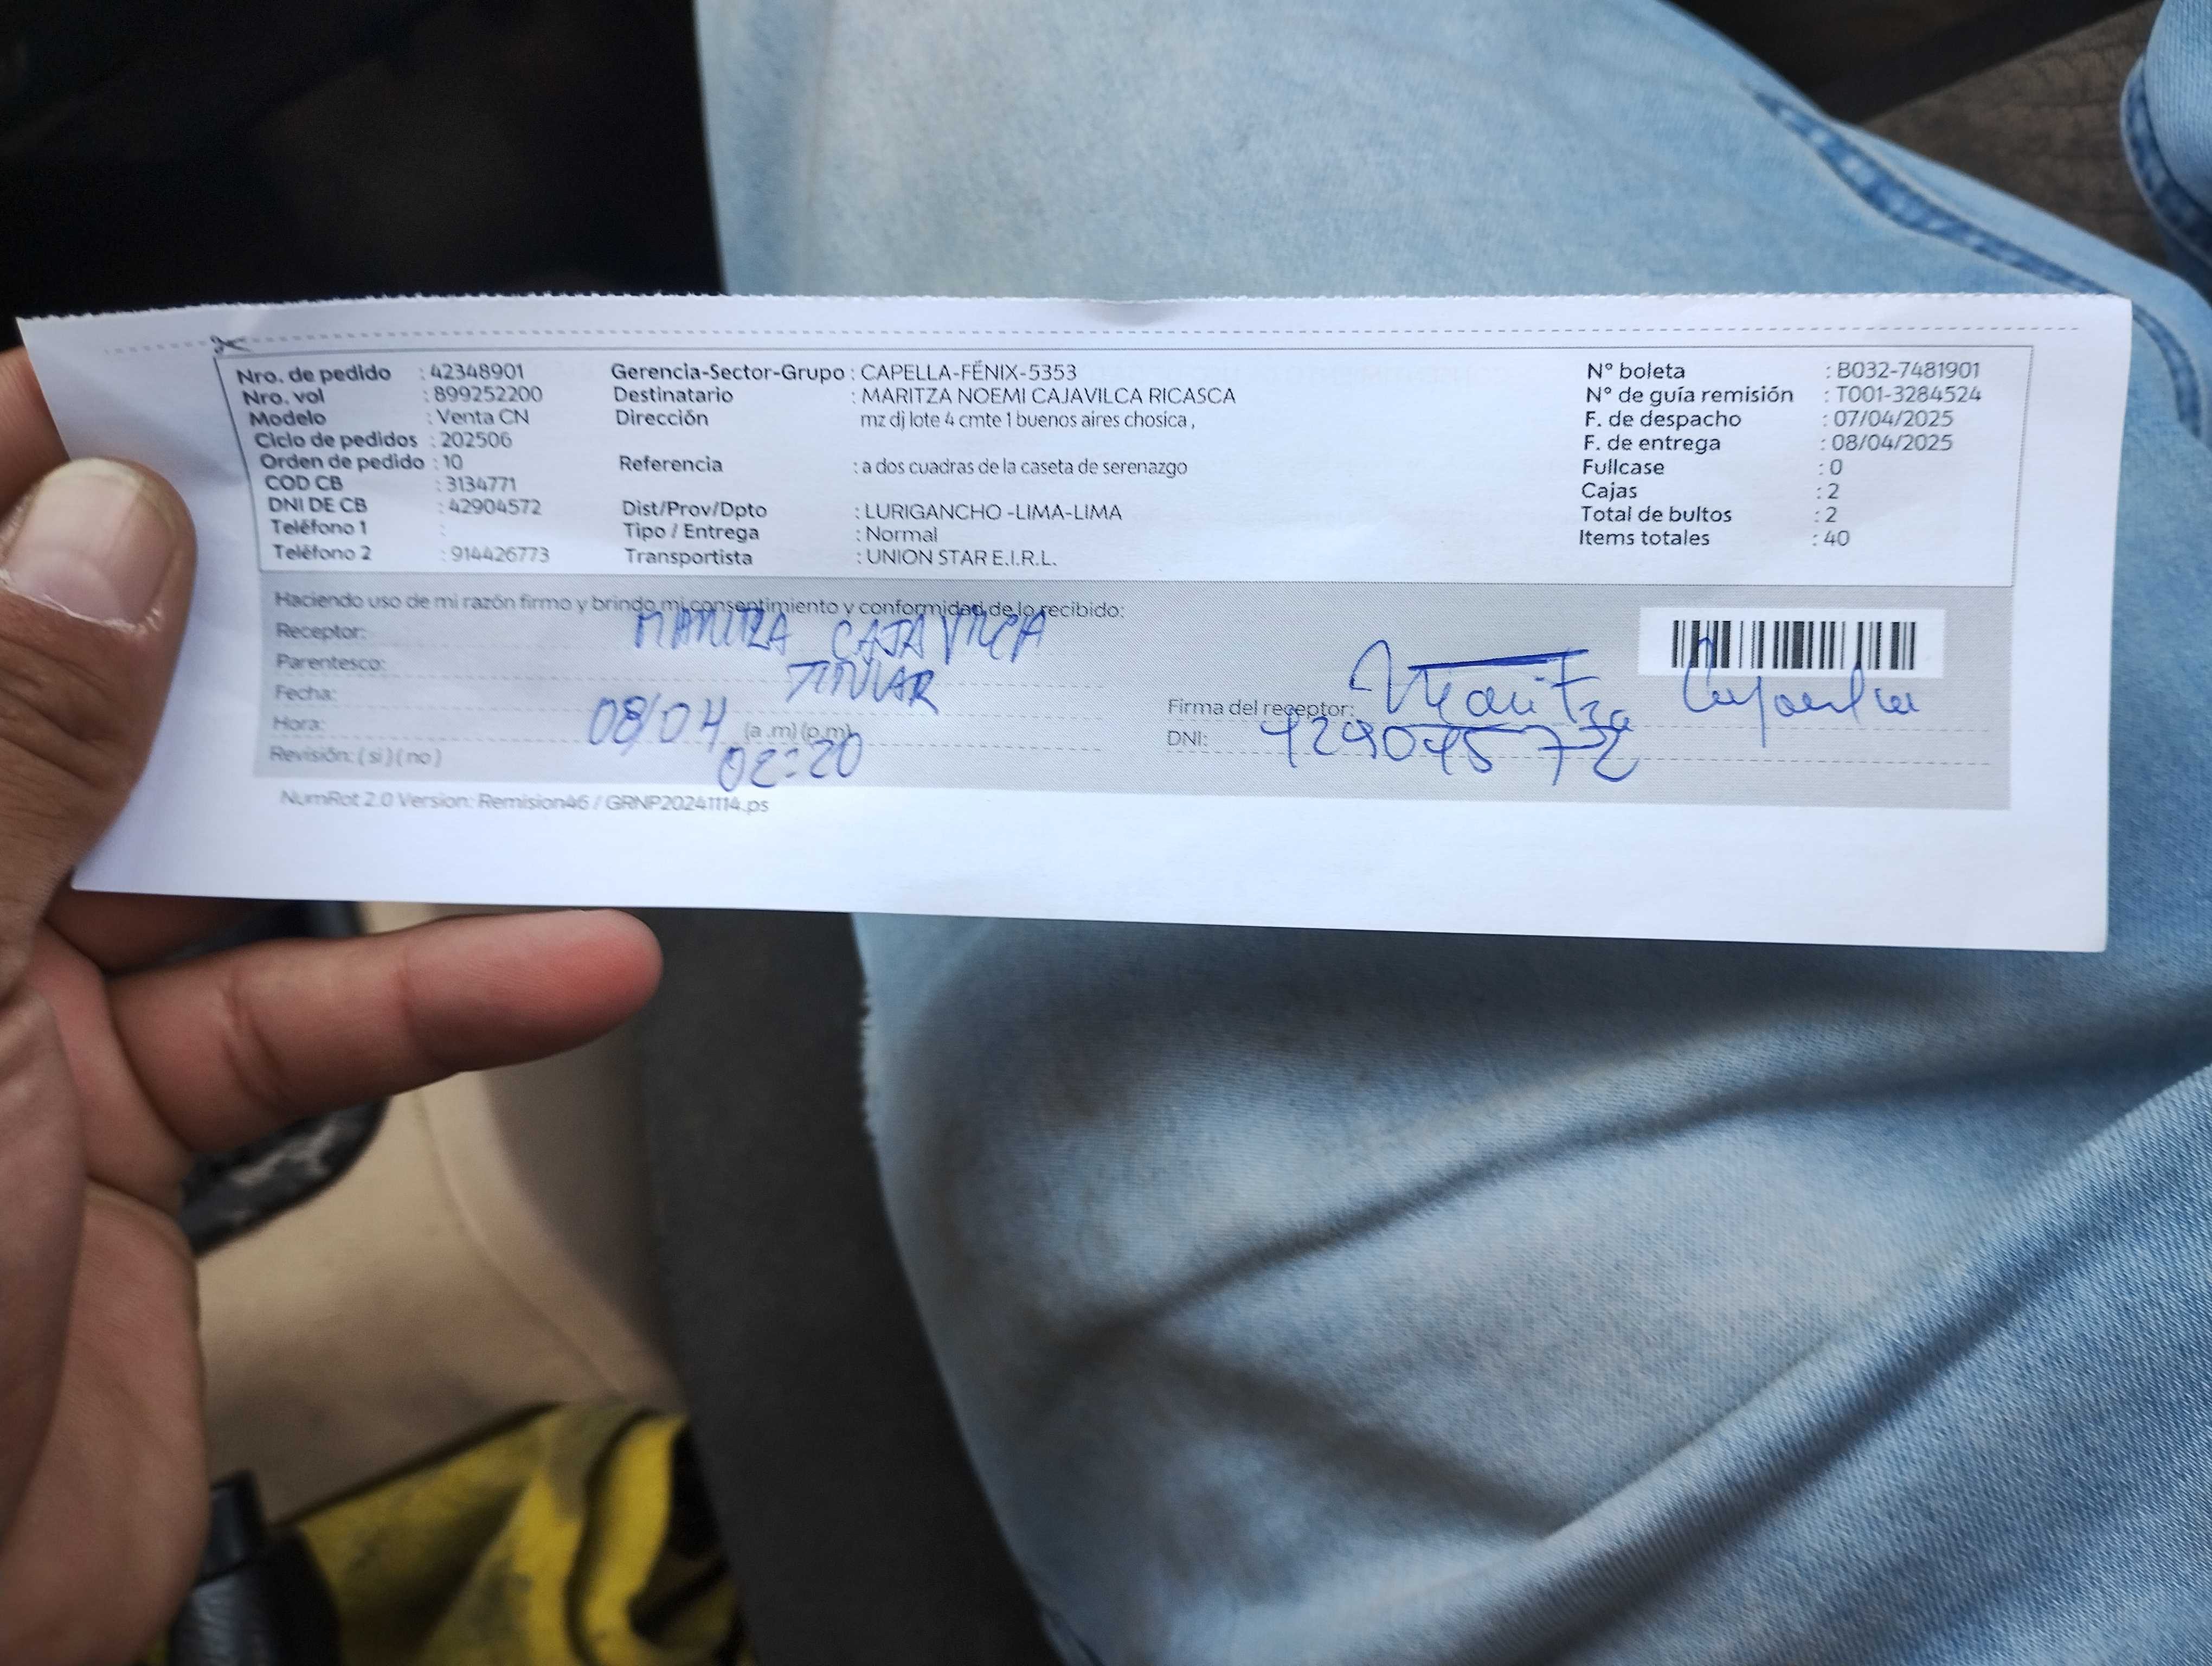 Nro. de pedido : 42348901 Gerencia-Sector-Grupo : CAPELLA-FÉNIX-5353 N° boleta : B032-7481901
Nro. vol : 899252200 Destinatario : MARITZA NOEMI CAJAVILCA RICASCA N° de guía remisión : T001-3284524
Modelo : Venta CN Dirección mz dj lote 4 cmte 1 buenos aires chosica , F. de despacho : 07/04/2025
Ciclo de pedidos : 202506 F. de entrega : 08/04/2025
Orden de pedido : 10 Referencia : a dos cuadras de la caseta de serenazgo Fullcase : 0
COD CB : 3134771 Cajas : 2
DNI DE CB : 42904572 Dist/Prov/Dpto : LURIGANCHO -LIMA-LIMA Total de bultos : 2
Teléfono 1 : Tipo / Entrega : Normal Items totales : 40
Teléfono 2 : 914426773 Transportista : UNION STAR E.I.R.L.
Haciendo uso de mi razón firmo y brindo mi consentimiento y conformidad de lo recibido:
Receptor: MARITZA CAJAVILCA
Parentesco: TITULAR
Fecha: 08/04 Firma del receptor: Maritza Cajavilca
Hora: (a .m) (p.m) 02:20 DNI: 42904572
Revisión: ( si ) ( no )
NumRot 2.0 Version: Remision46 / GRNP20241114.ps